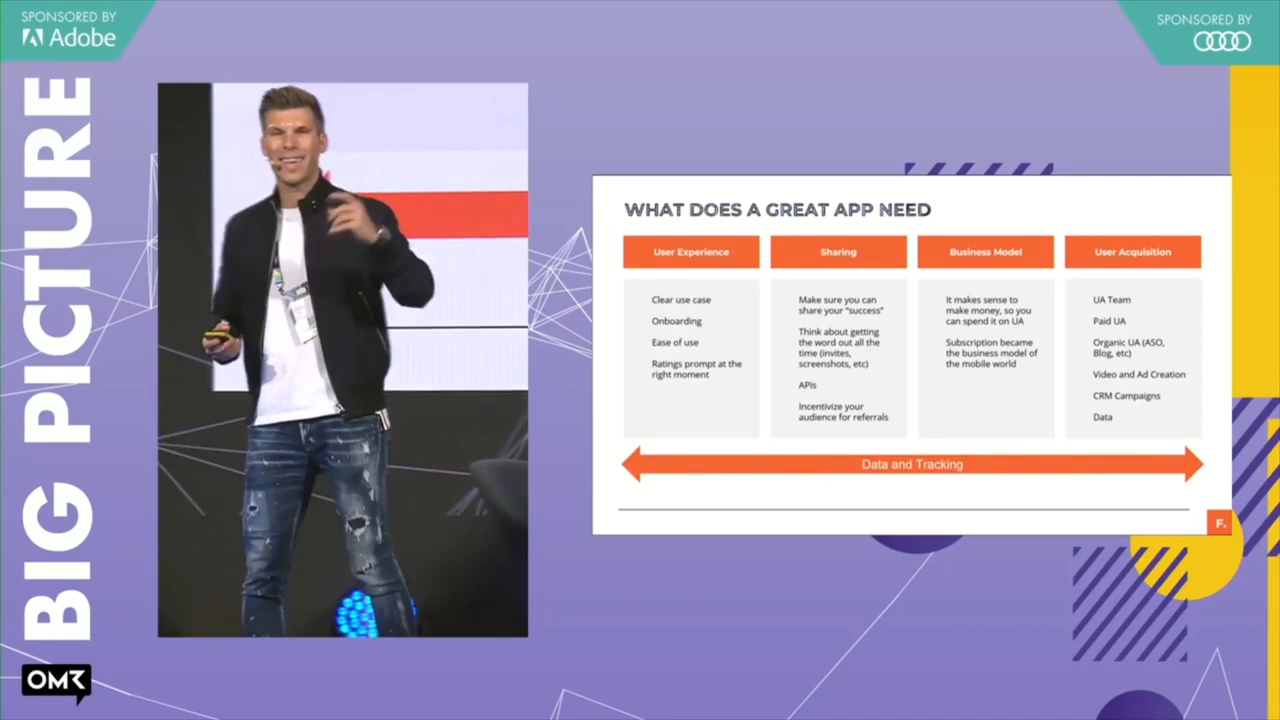 SPONSORED BY
Adobe
SPONSORED BY
BIG PICTURE
OMR
WHAT DOES A GREAT APP NEED
User Experience
Clear use case
Onboarding
Ease of use
Ratings prompt at the
right moment
Sharing
Make sure you can
share your “success”
Think about getting
the word out all the
time (invites,
screenshots, etc)
APIs
Incentivize your
audience for referrals
Business Model
It makes sense to
make money, so you
can spend it on UA
Subscription became
the business model of
the mobile world
User Acquisition
UA Team
Paid UA
Organic UA (ASO,
Blog, etc)
Video and Ad Creation
CRM Campaigns
Data
Data and Tracking
F.